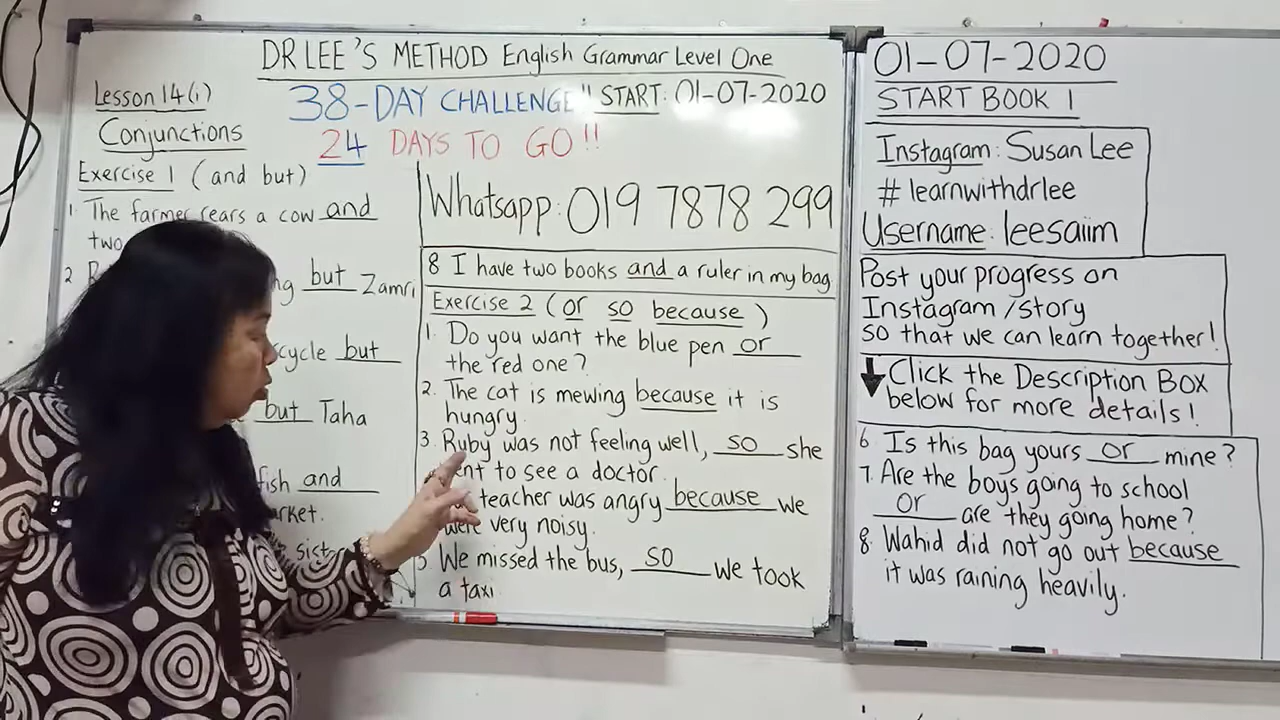 DR LEE'S METHOD English Grammar Level One
Lesson 14(i)
38-DAY CHALLENGE" START: 01-07-2020
Conjunctions
24 DAYS TO GO!!
Exercise 1 (and but)
1. The farmer rears a cow and
two
2
but Zamri
cycle but
but Taha
fish and
Whatsapp: 019 7878 299
8 I have two books and a ruler in my bag
Exercise 2 (or so because)
1. Do you want the blue pen or
the red one?
2. The cat is mewing because it is
hungry.
3. Ruby was not feeling well, so she
to see a doctor.
teacher was angry because we
were very noisy.
5 We missed the bus, so we took
a taxi
01-07-2020
START BOOK 1
Instagram: Susan Lee
# learnwithdrlee
Username: leesaiim
Post your progress on
Instagram/story
so that we can learn together!
Click the Description Box
below for more details!
6. Is this bag yours or mine?
7. Are the boys going to school
or are they going home?
8. Wahid did not go out because
it was raining heavily.